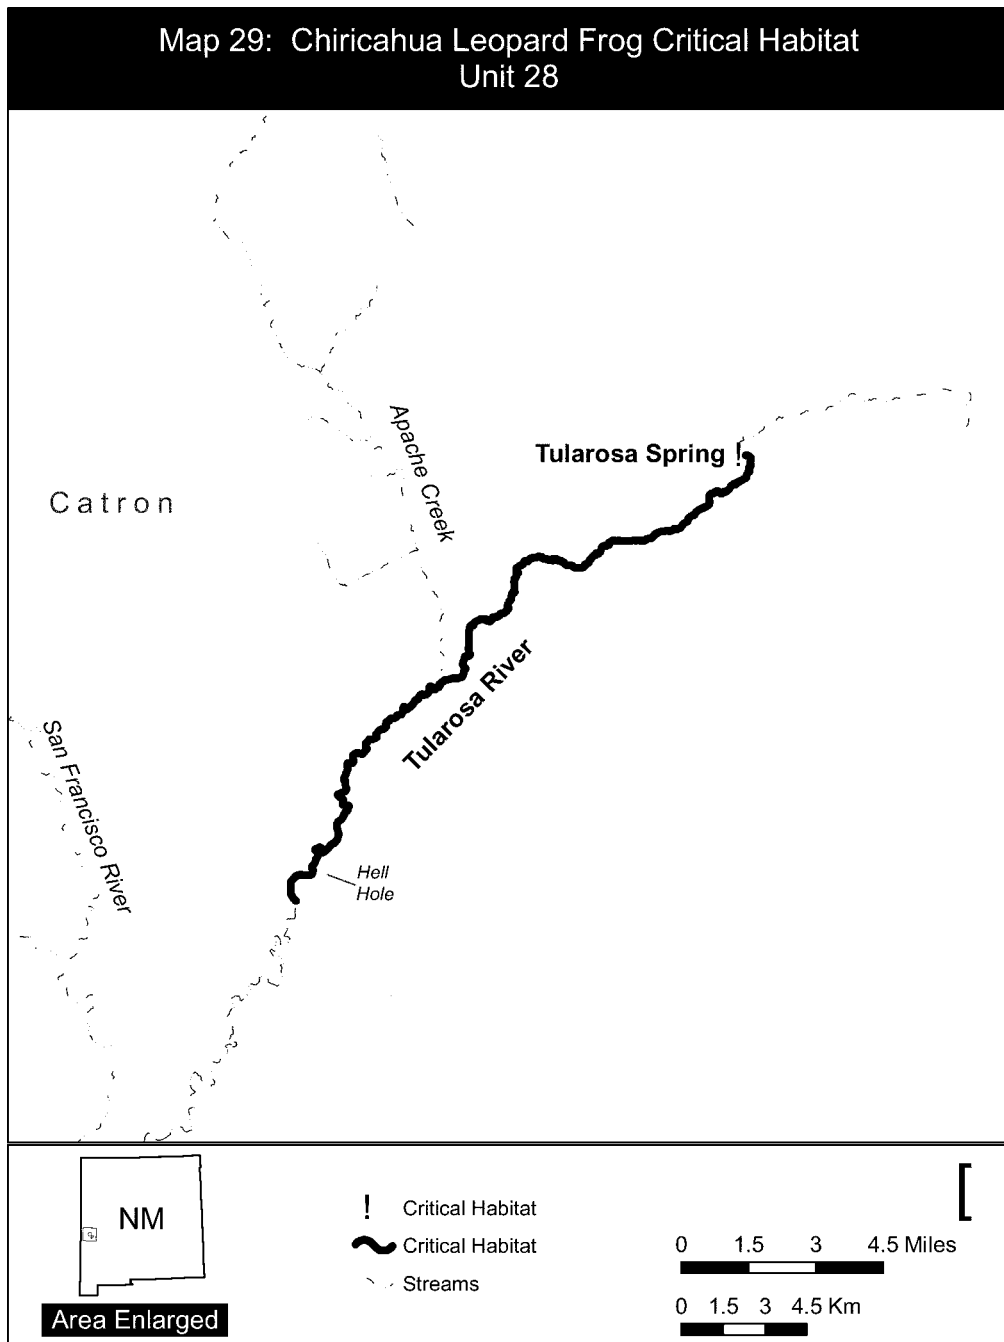 Map 29: Chiricahua Leopard Frog Critical Habitat
Unit 28
Apache Creek
Tularosa Spring !
Catron
Tularosa River
San Francisco River
Hell
Hole
NM
Area Enlarged
! Critical Habitat
Critical Habitat
Streams
[
0 1.5 3 4.5 Miles
0 1.5 3 4.5 Km